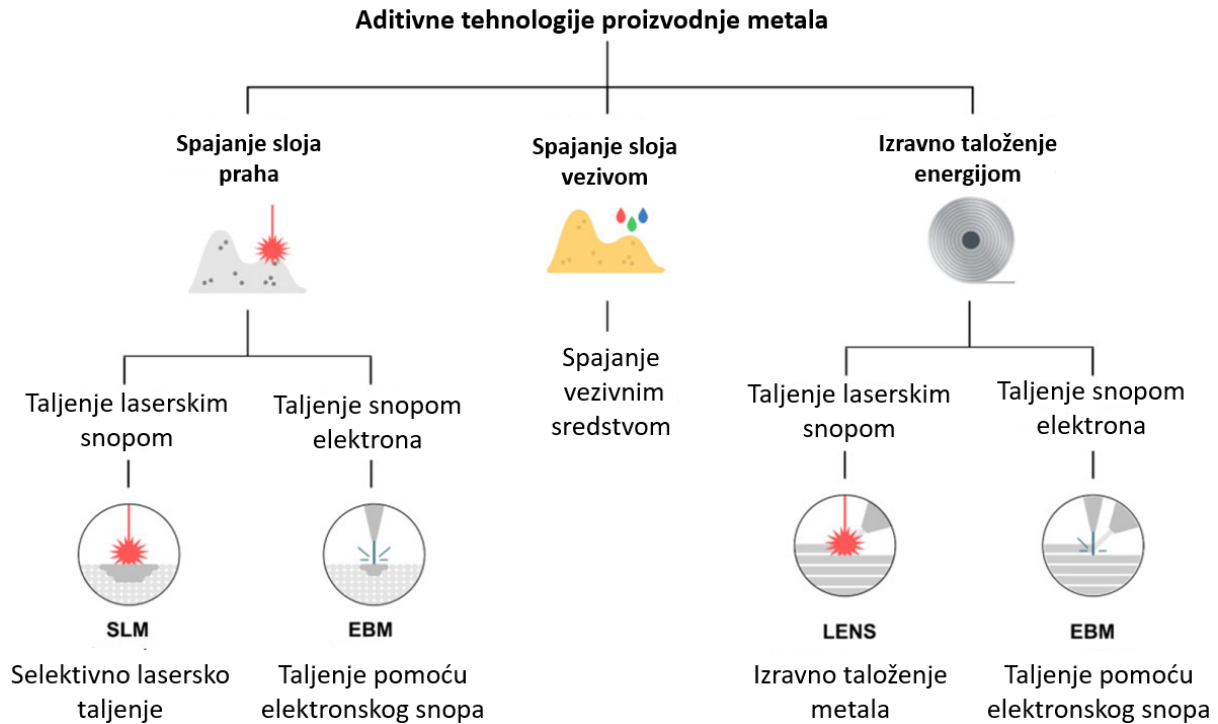 Aditivne tehnologije proizvodnje metala
Spajanje sloja
praha
Spajanje sloja
vezivom
Izravno taloženje
energijom
Taljenje laserskim
snopom
Taljenje snopom
elektrona
Spajanje
vezivnim
sredstvom
Taljenje laserskim
snopom
Taljenje snopom
elektrona
SLM
EBM
LENS
EBM
Selektivno lasersko
taljenje
Taljenje pomoću
elektronskog snopa
Izravno taloženje
metala
Taljenje pomoću
elektronskog snopa